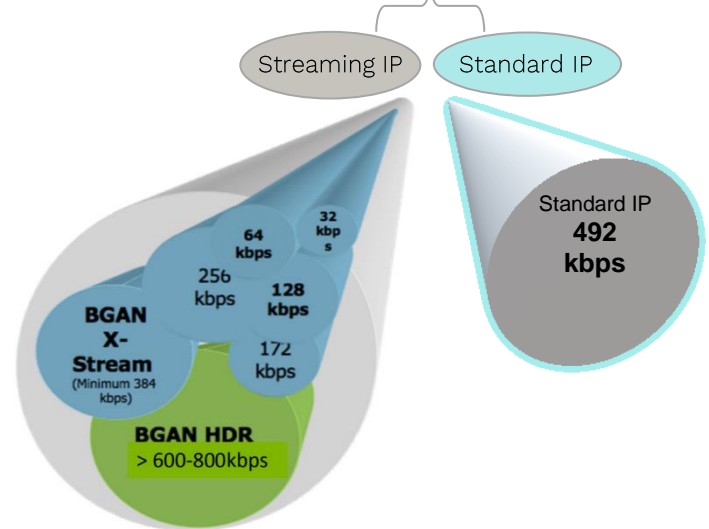 Streaming IP
Standard IP
32
kbp
s
64
kbps
256
kbps
128
kbps
172
kbps
BGAN
X-
Stream
(Minimum 384
kbps)
BGAN HDR
> 600-800kbps
Standard IP
492
kbps